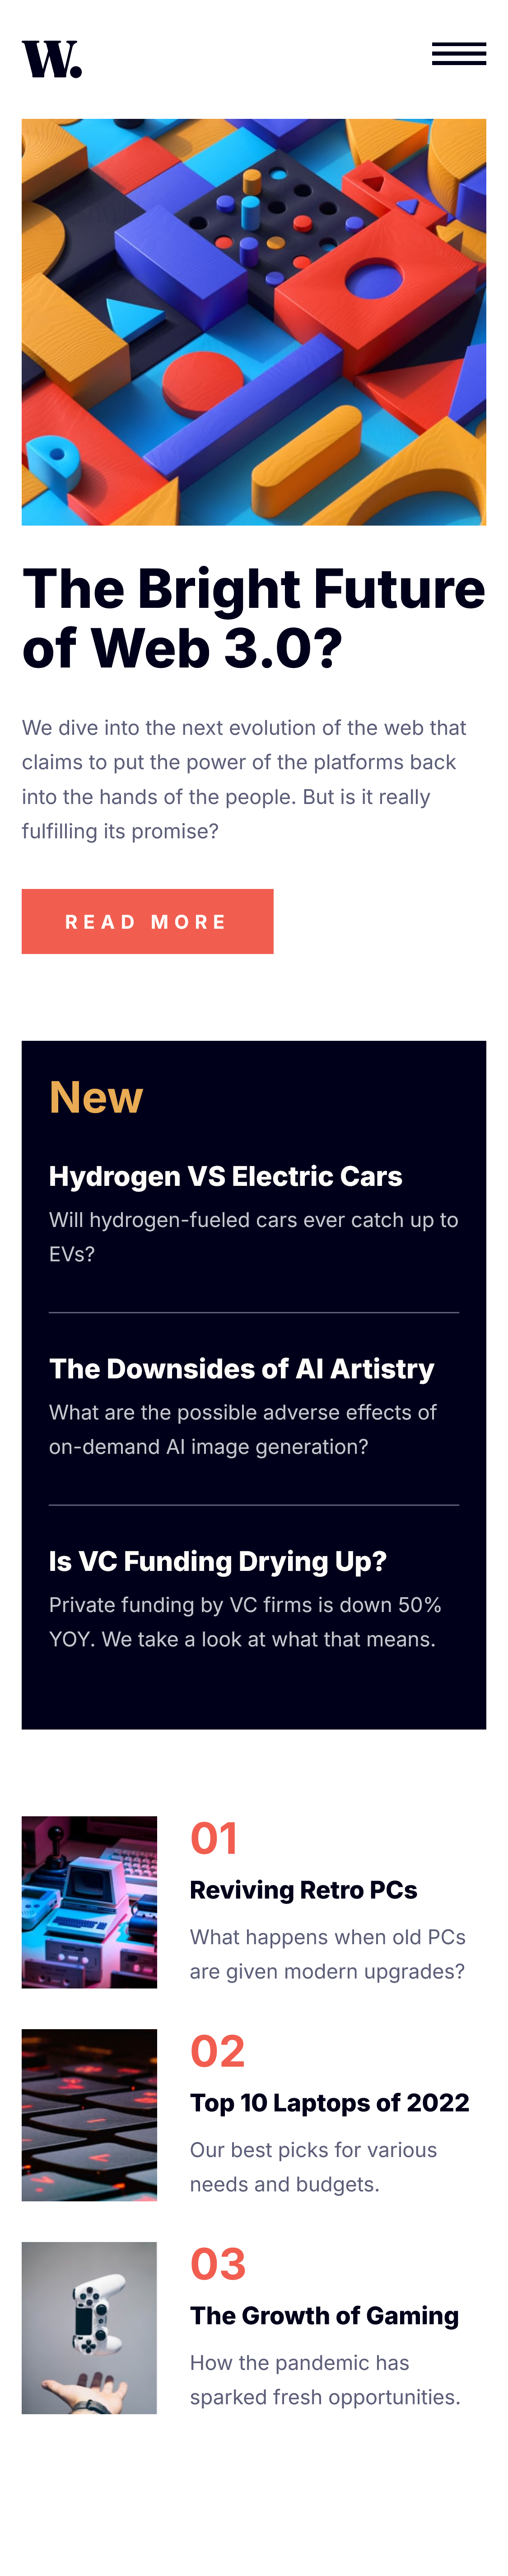 W.
The Bright Future
of Web 3.0?
We dive into the next evolution of the web that
claims to put the power of the platforms back
into the hands of the people. But is it really
fulfilling its promise?
READ MORE
New
Hydrogen VS Electric Cars
Will hydrogen-fueled cars ever catch up to
EVs?
The Downsides of AI Artistry
What are the possible adverse effects of
on-demand AI image generation?
Is VC Funding Drying Up?
Private funding by VC firms is down 50%
YOY. We take a look at what that means.
01
Reviving Retro PCs
What happens when old PCs
are given modern upgrades?
02
Top 10 Laptops of 2022
Our best picks for various
needs and budgets.
03
The Growth of Gaming
How the pandemic has
sparked fresh opportunities.